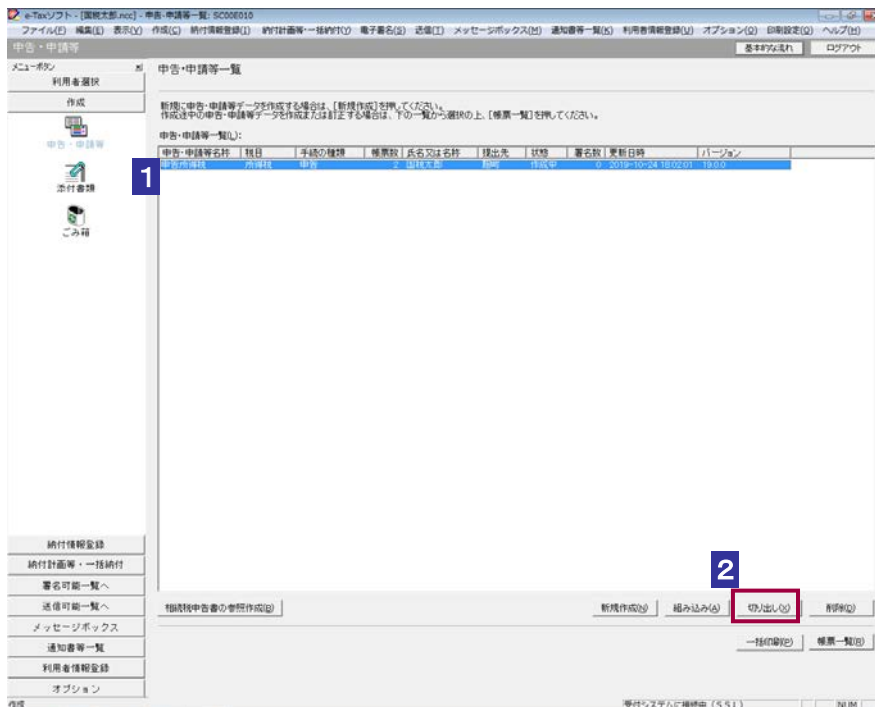 e-Taxソフト - [国税太郎.ncc] - 申告・申請等一覧: SC00E010
ファイル(F) 編集(E) 表示(V) 作成(C) 納付情報登録(I) 納付計画等・一括納付(Y) 電子署名(S) 送信(T) メッセージボックス(M) 通知書等一覧(K) 利用者情報登録(U) オプション(O) 印刷設定(Q) ヘルプ(H)
申告・申請等 基本的な流れ ログアウト
メニューボタン
利用者選択
作成
申告・申請等
添付書類
ごみ箱
申告・申請等一覧
新規に申告・申請等データを作成する場合は、[新規作成]を押してください。
作成途中の申告・申請等データを作成または訂正する場合は、下の一覧から選択の上、[帳票一覧]を押してください。
申告・申請等一覧(L):
申告・申請等名称 税目 手続の種類 帳票数 氏名又は名称 提出先 状態 署名数 更新日時 バージョン
1
申告所得税 所得税 申告 2 国税太郎 麹町 作成中 0 2019-10-24 18:02:01 19.0.0
2
相続税申告書の参照作成(B) 新規作成(N) 組み込み(A) 切り出し(X) 削除(D)
一括印刷(P) 帳票一覧(R)
納付情報登録
納付計画等・一括納付
署名可能一覧へ
送信可能一覧へ
メッセージボックス
通知書等一覧
利用者情報登録
オプション
作成 受付システムに接続中 (SSL) NUM